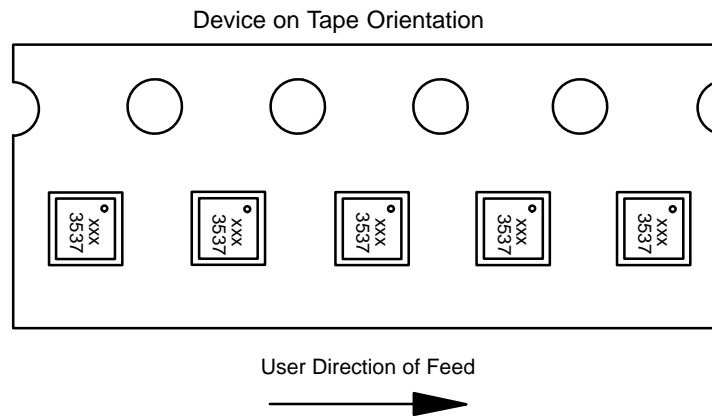 Device on Tape Orientation
xxx
3537
xxx
3537
xxx
3537
xxx
3537
xxx
3537
User Direction of Feed